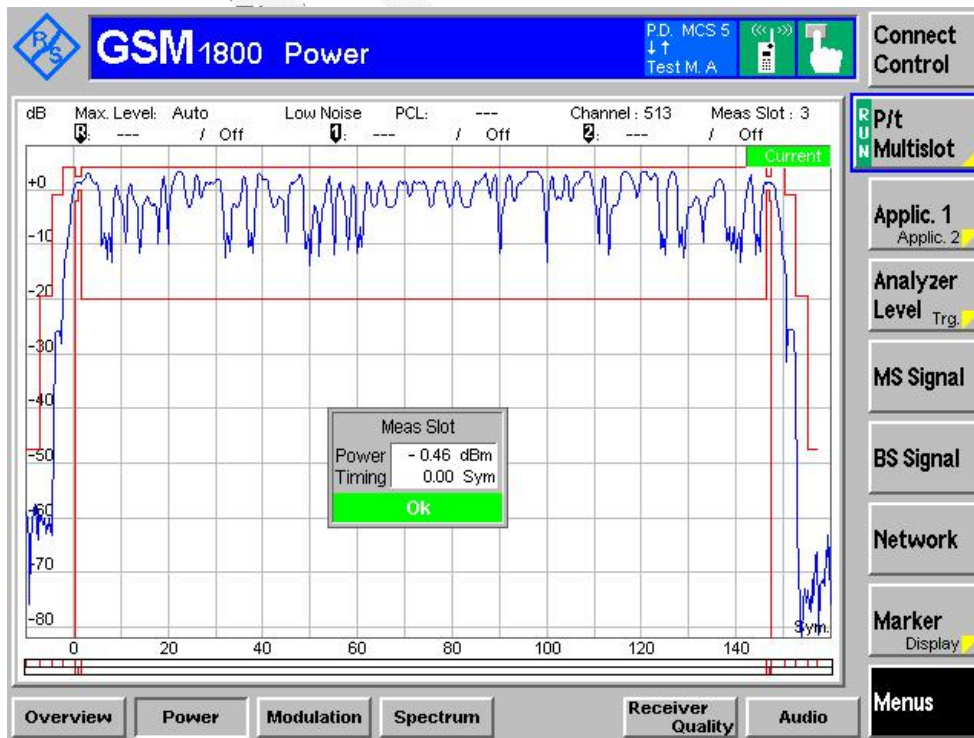 R/S
GSM 1800 Power
P.D. MCS 5
Test M. A
Connect Control
dB Max. Level: Auto Low Noise PCL: --- Channel : 513 Meas Slot : 3
R: --- / Off 1: --- / Off 2: --- / Off
Current
RUN
P/t Multislot
Applic. 1
Applic. 2
Analyzer Level Trg.
MS Signal
BS Signal
Network
Marker
Display
Menus
+0
-10
-20
-30
-40
-50
-60
-70
-80
Meas Slot
Power - 0.46 dBm
Timing 0.00 Sym
Ok
Sym.
0 20 40 60 80 100 120 140
Overview Power Modulation Spectrum Receiver Quality Audio